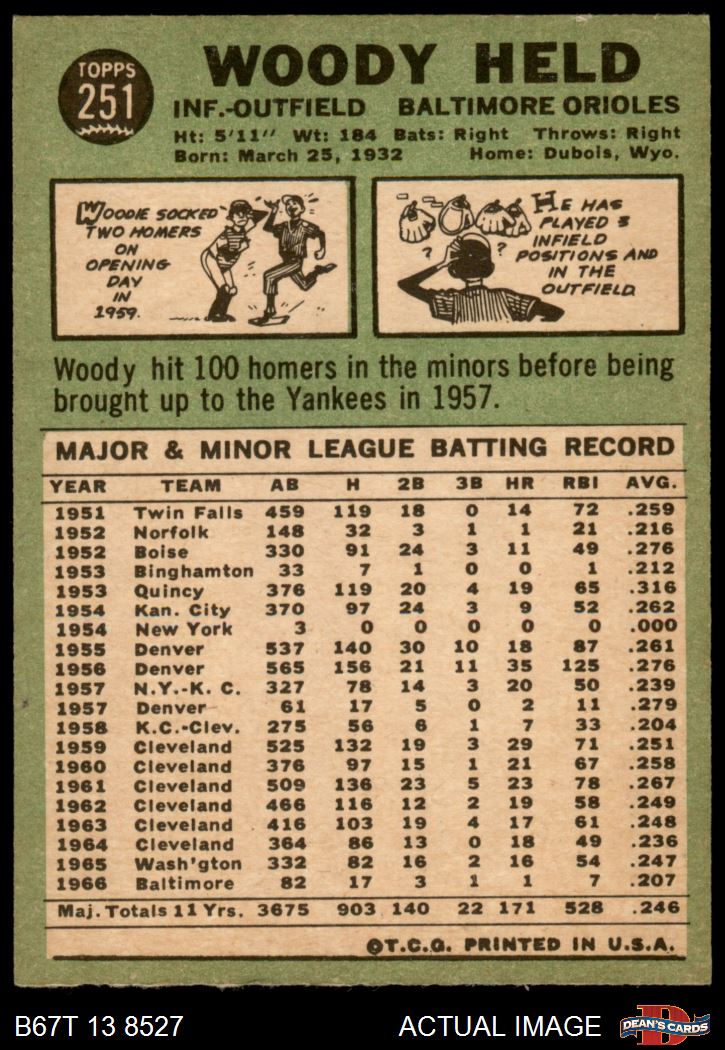 TOPPS
251
WOODY HELD
INF.-OUTFIELD BALTIMORE ORIOLES
Ht: 5'11" Wt: 184 Bats: Right Throws: Right
Born: March 25, 1932 Home: Dubois, Wyo.
WOODIE SOCKED
TWO HOMERS
ON
OPENING
DAY
IN
1959.
? ?
HE HAS
PLAYED 3
INFIELD
POSITIONS AND
IN THE
OUTFIELD.
Woody hit 100 homers in the minors before being
brought up to the Yankees in 1957.
MAJOR & MINOR LEAGUE BATTING RECORD
YEAR TEAM AB H 2B 3B HR RBI AVG.
1951 Twin Falls 459 119 18 0 14 72 .259
1952 Norfolk 148 32 3 1 1 21 .216
1952 Boise 330 91 24 3 11 49 .276
1953 Binghamton 33 7 1 0 0 1 .212
1953 Quincy 376 119 20 4 19 65 .316
1954 Kan. City 370 97 24 3 9 52 .262
1954 New York 3 0 0 0 0 0 .000
1955 Denver 537 140 30 10 18 87 .261
1956 Denver 565 156 21 11 35 125 .276
1957 N.Y.-K. C. 327 78 14 3 20 50 .239
1957 Denver 61 17 5 0 2 11 .279
1958 K.C.-Clev. 275 56 6 1 7 33 .204
1959 Cleveland 525 132 19 3 29 71 .251
1960 Cleveland 376 97 15 1 21 67 .258
1961 Cleveland 509 136 23 5 23 78 .267
1962 Cleveland 466 116 12 2 19 58 .249
1963 Cleveland 416 103 19 4 17 61 .248
1964 Cleveland 364 86 13 0 18 49 .236
1965 Wash'gton 332 82 16 2 16 54 .247
1966 Baltimore 82 17 3 1 1 7 .207
Maj. Totals 11 Yrs. 3675 903 140 22 171 528 .246
©T.C.G. PRINTED IN U.S.A.
B67T 13 8527 ACTUAL IMAGE D DEAN'S CARDS